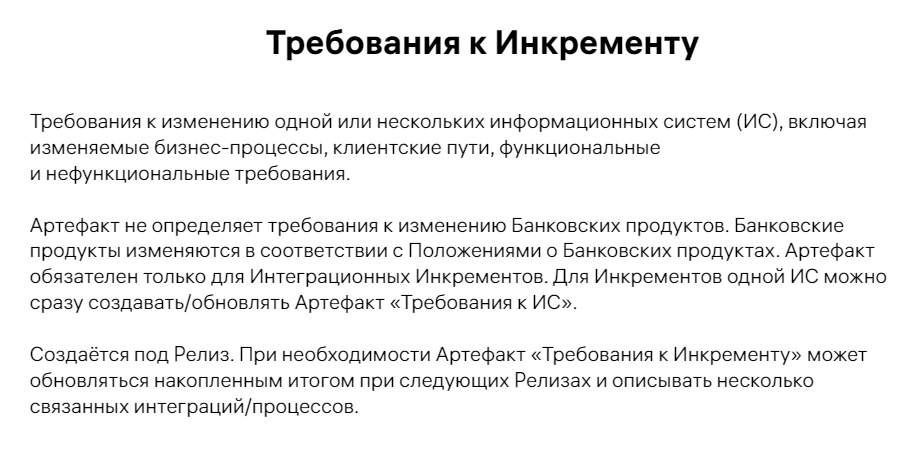 Требования к Инкременту
Требования к изменению одной или нескольких информационных систем (ИС), включая
изменяемые бизнес-процессы, клиентские пути, функциональные
и нефункциональные требования.
Артефакт не определяет требования к изменению Банковских продуктов. Банковские
продукты изменяются в соответствии с Положениями о Банковских продуктах. Артефакт
обязателен только для Интеграционных Инкрементов. Для Инкрементов одной ИС можно
сразу создавать/обновлять Артефакт «Требования к ИС».
Создаётся под Релиз. При необходимости Артефакт «Требования к Инкременту» может
обновляться накопленным итогом при следующих Релизах и описывать несколько
связанных интеграций/процессов.